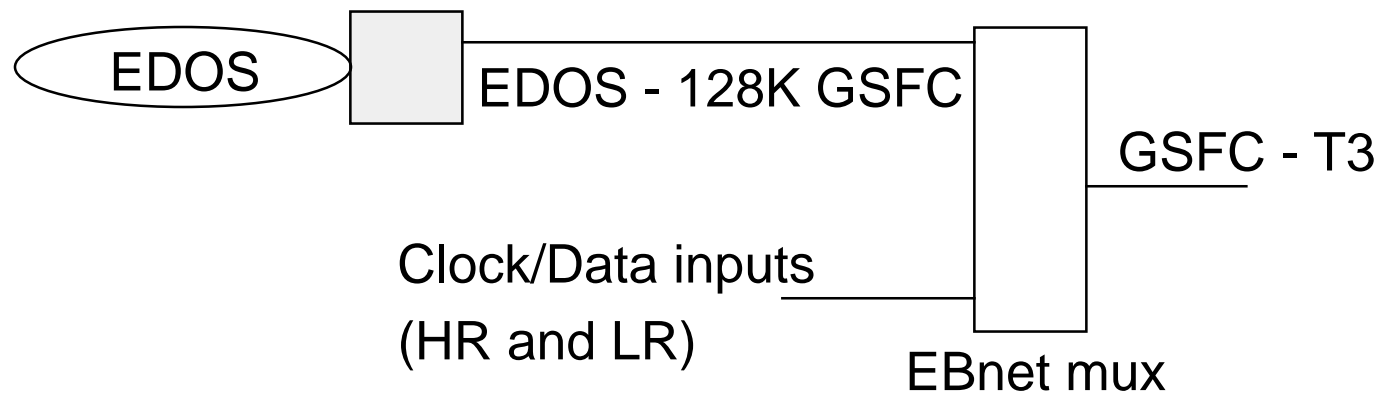 EDOS
EDOS - 128K GSFC
GSFC - T3
Clock/Data inputs
(HR and LR)
EBnet mux